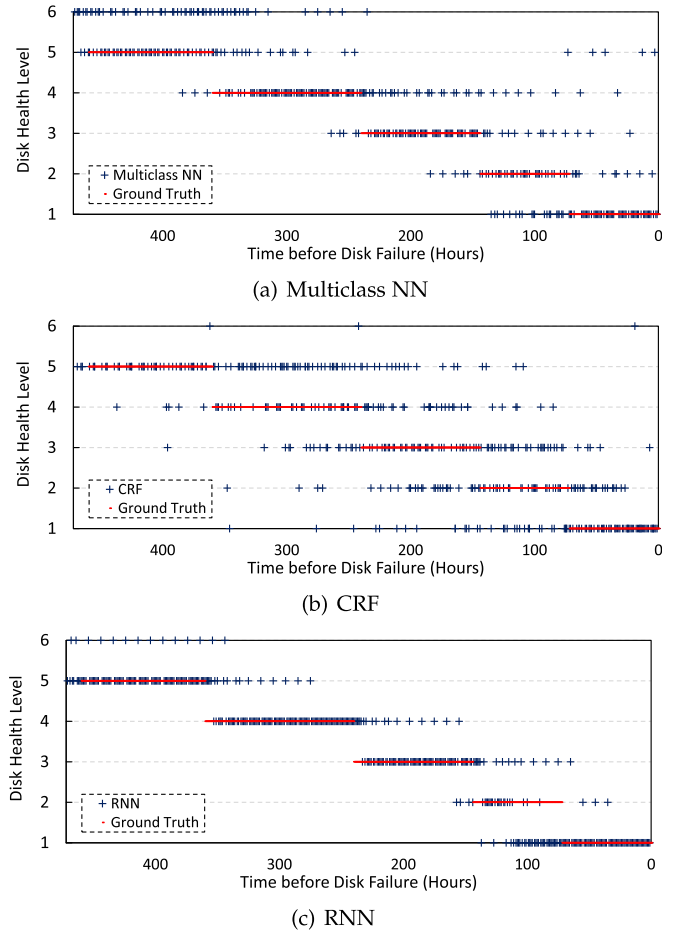 6
5
4
3
2
1
Disk Health Level
Multiclass NN
Ground Truth
400 300 200 100 0
Time before Disk Failure (Hours)
(a) Multiclass NN
6
5
4
3
2
1
Disk Health Level
CRF
Ground Truth
400 300 200 100 0
Time before Disk Failure (Hours)
(b) CRF
6
5
4
3
2
1
Disk Health Level
RNN
Ground Truth
400 300 200 100 0
Time before Disk Failure (Hours)
(c) RNN